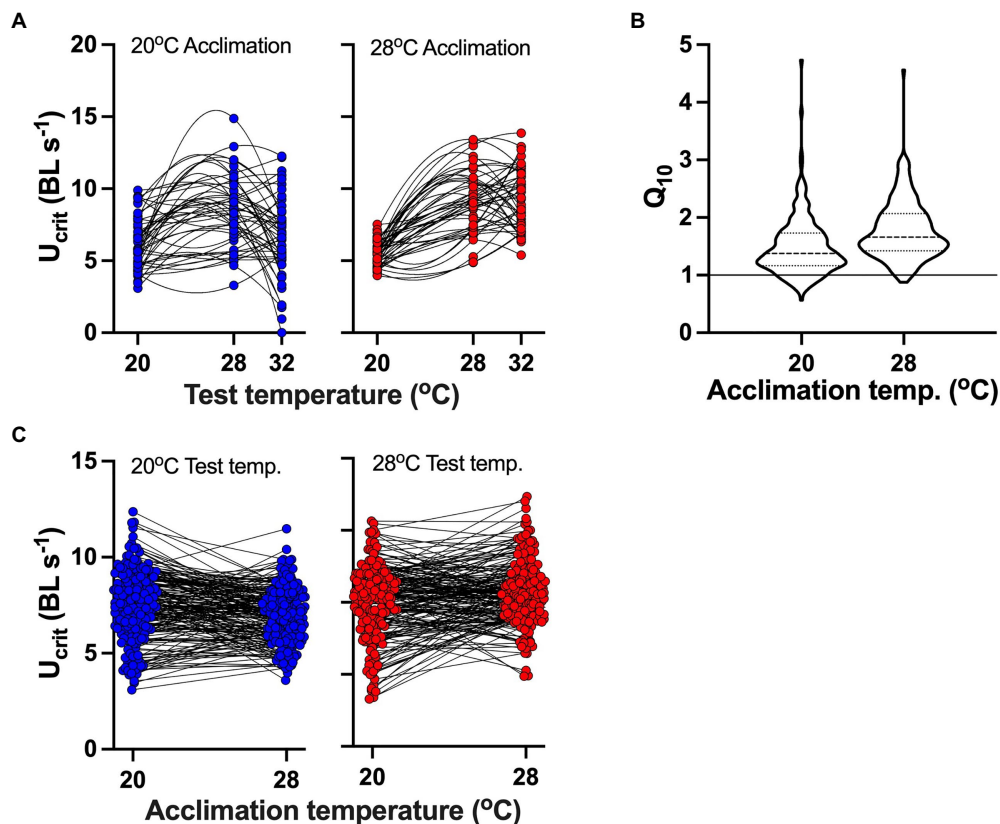 A
20°C Acclimation
28°C Acclimation
20
15
10
5
0
U_crit (BL s⁻¹)
20 28 32
20 28 32
Test temperature (°C)
B
5
4
3
2
1
0
Q₁₀
20 28
Acclimation temp. (°C)
C
20°C Test temp.
28°C Test temp.
15
10
5
0
U_crit (BL s⁻¹)
20 28
20 28
Acclimation temperature (°C)